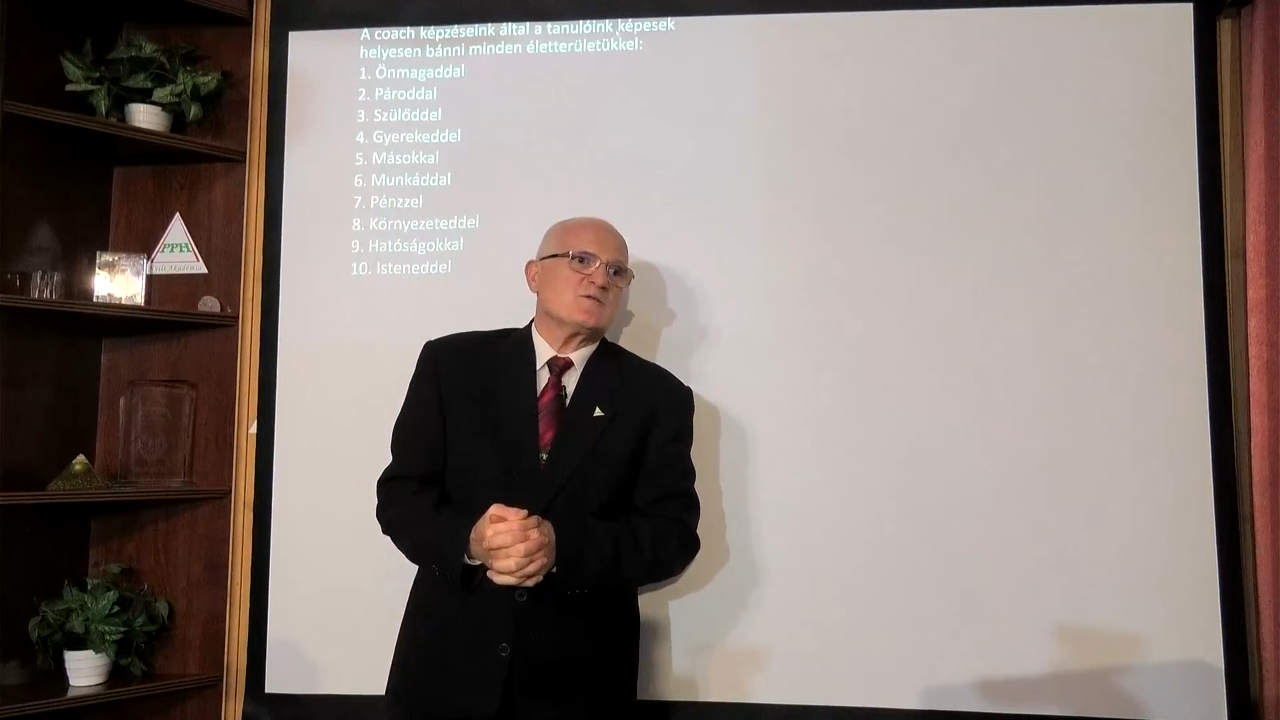 A coach képzéseink által a tanulóink képesek
helyesen bánni minden életterületükkel:
1. Önmagaddal
2. Pároddal
3. Szülőddel
4. Gyerekeddel
5. Másokkal
6. Munkáddal
7. Pénzzel
8. Környezeteddel
9. Hatóságokkal
10. Isteneddel
PPH